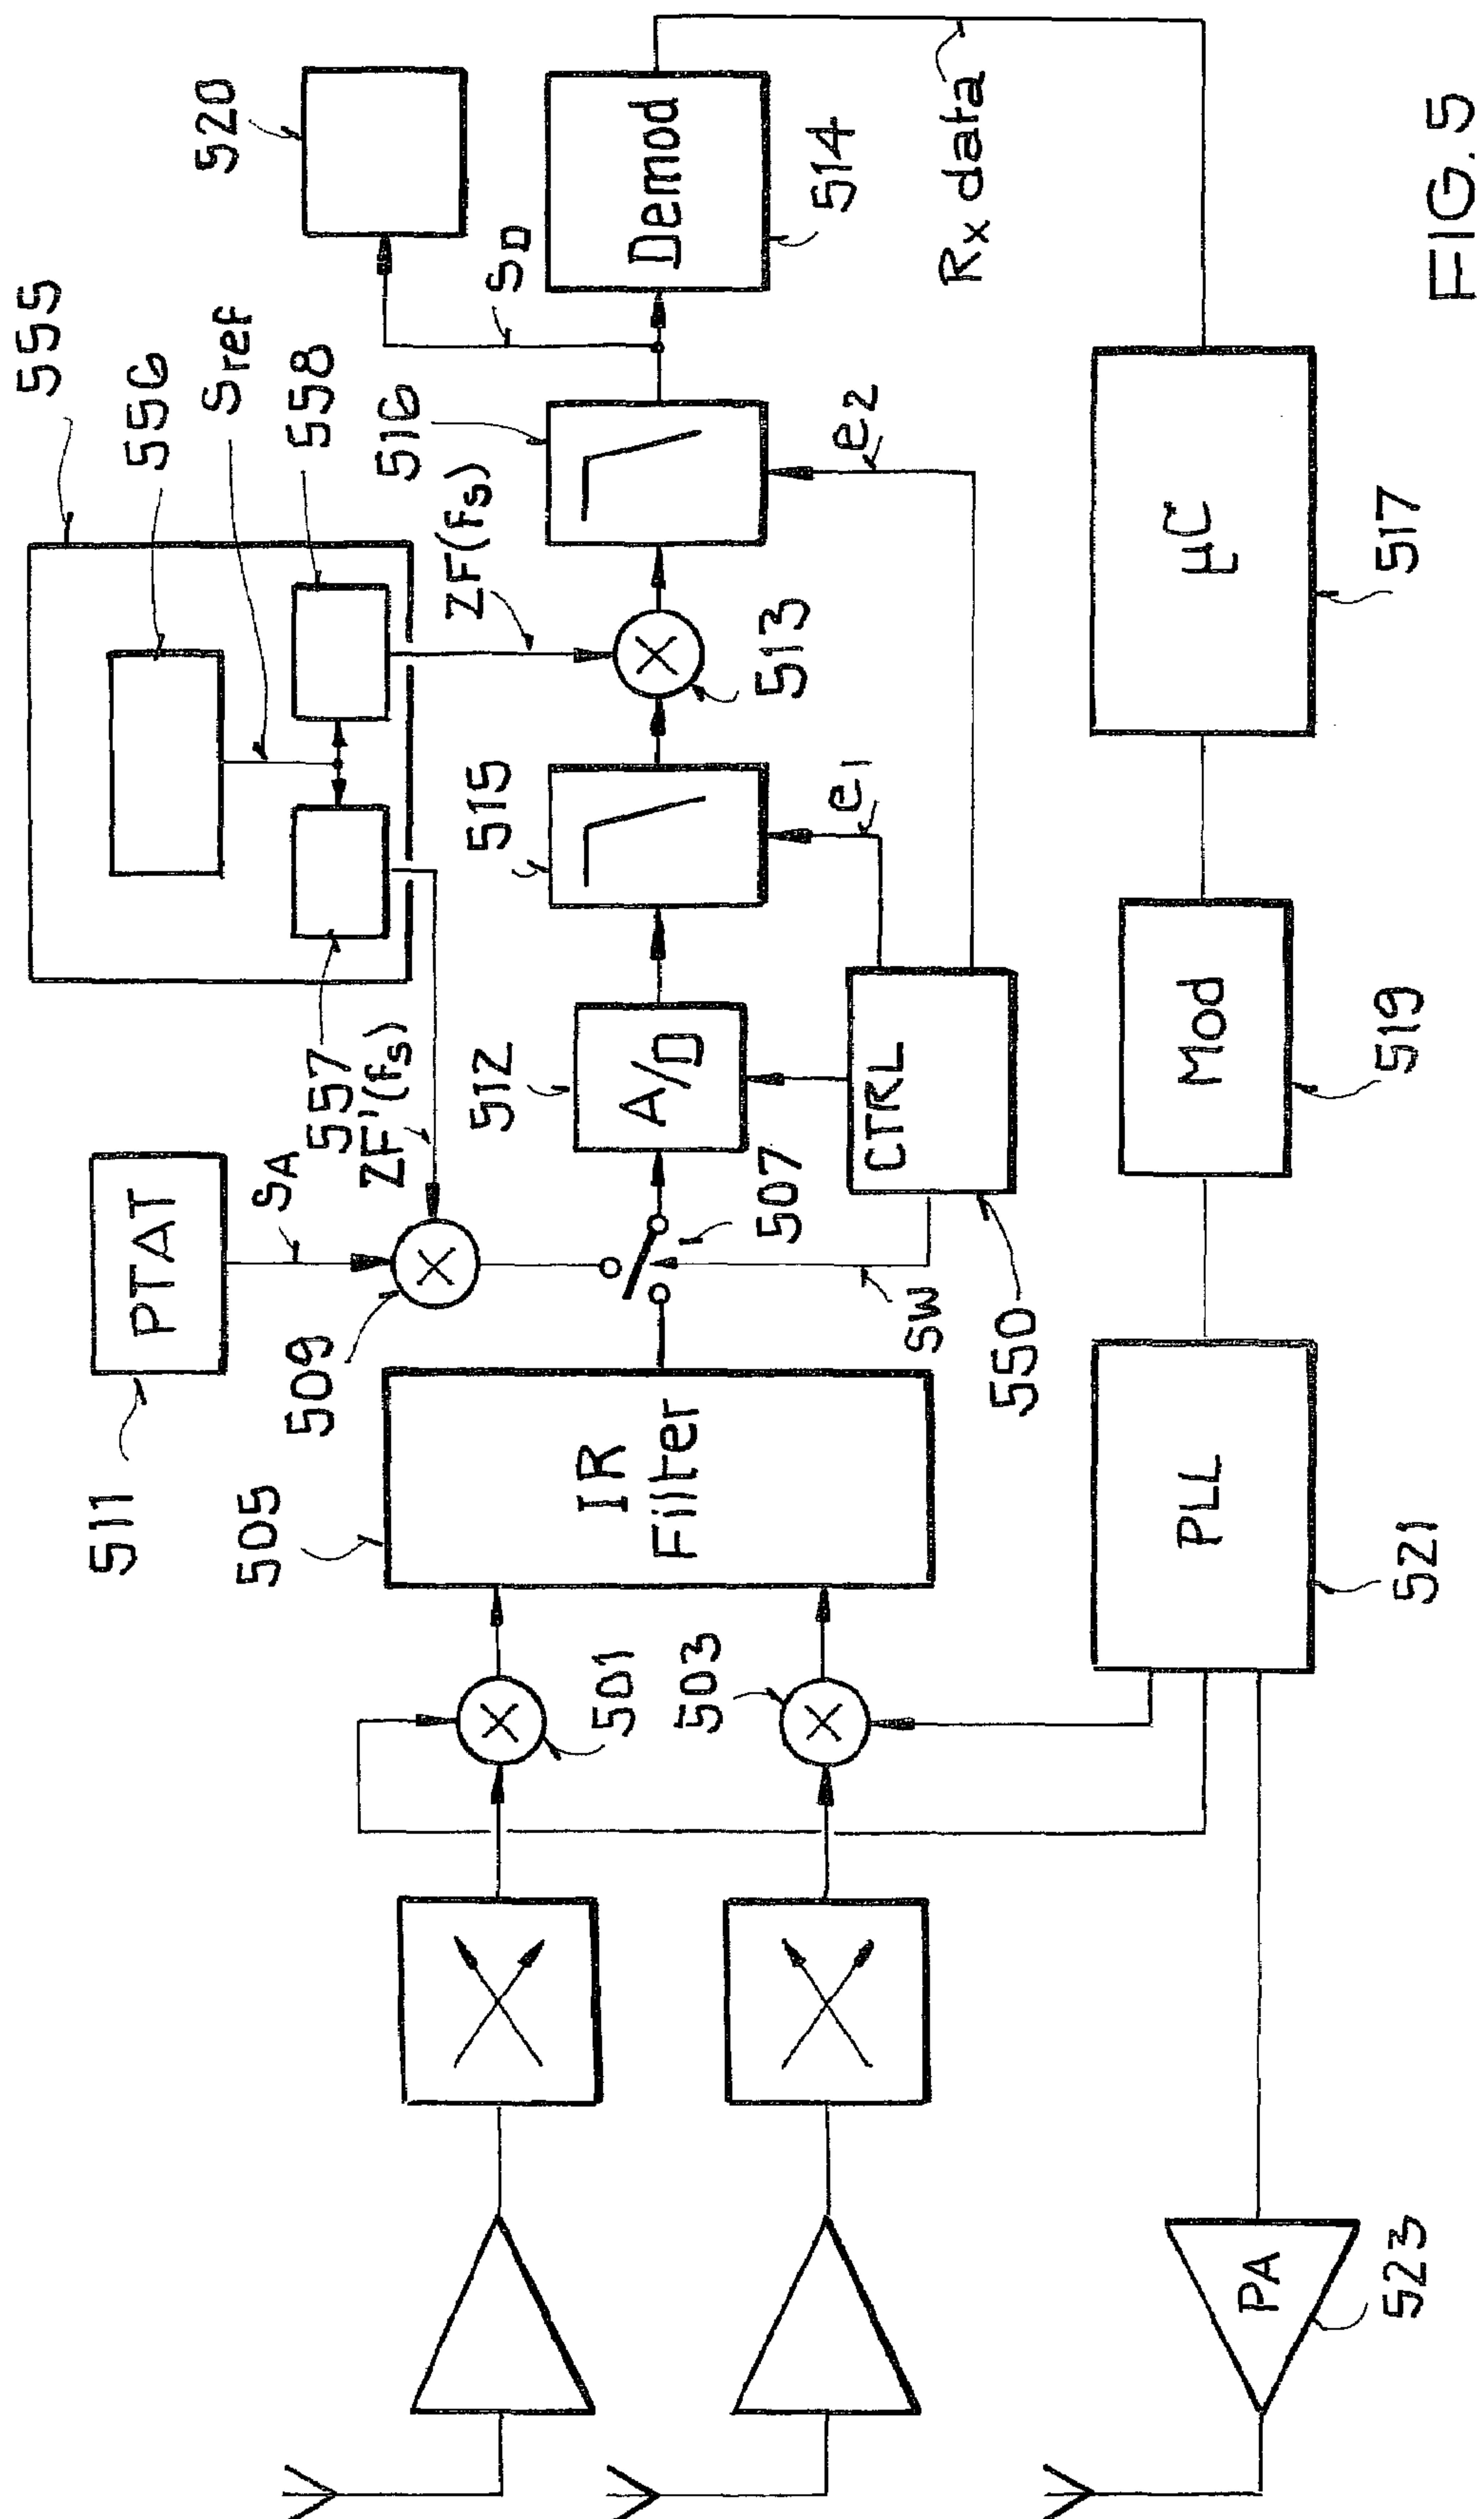 555
556
Sref
558
520
516
ZF(fs)
SD
511
PTAT
SA
557
ZF'(fs)
509
512
515
505
IR
Filter
A/D
513
Demod
514
507
501
503
SW
CTRL
e1
e2
550
Rx data
PLL
Mod
µC
521
519
517
PA
523
FIG. 5